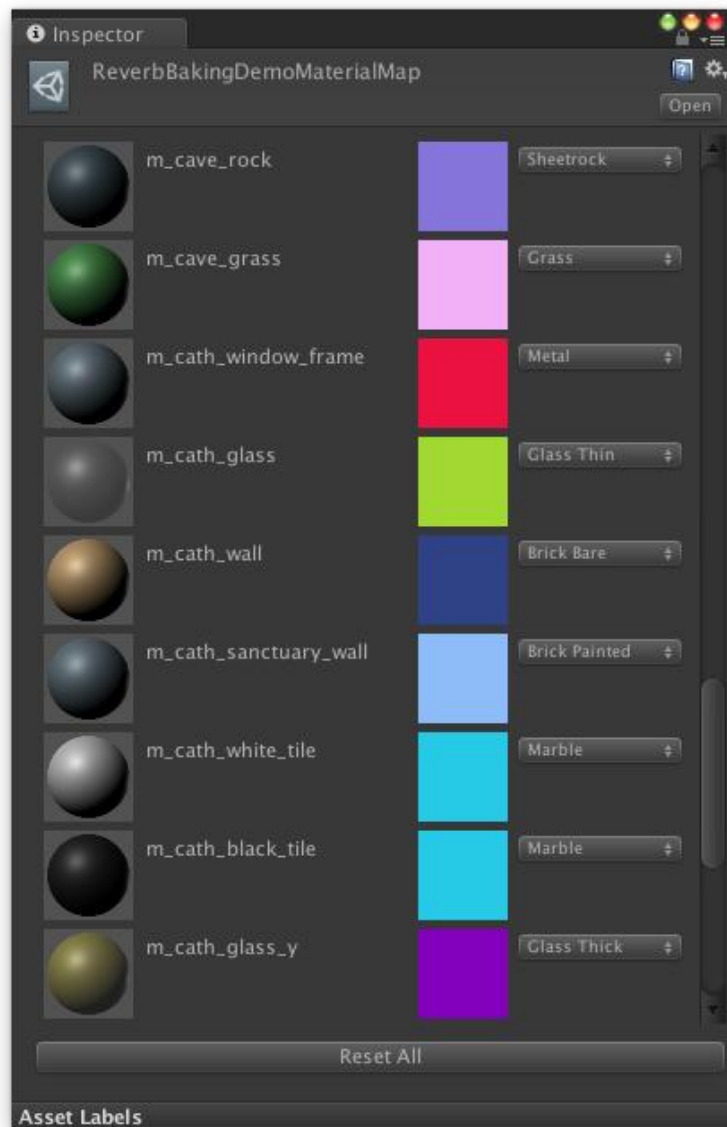 Inspector
ReverbBakingDemoMaterialMap
Open
m_cave_rock Sheetrock
m_cave_grass Grass
m_cath_window_frame Metal
m_cath_glass Glass Thin
m_cath_wall Brick Bare
m_cath_sanctuary_wall Brick Painted
m_cath_white_tile Marble
m_cath_black_tile Marble
m_cath_glass_y Glass Thick
Reset All
Asset Labels